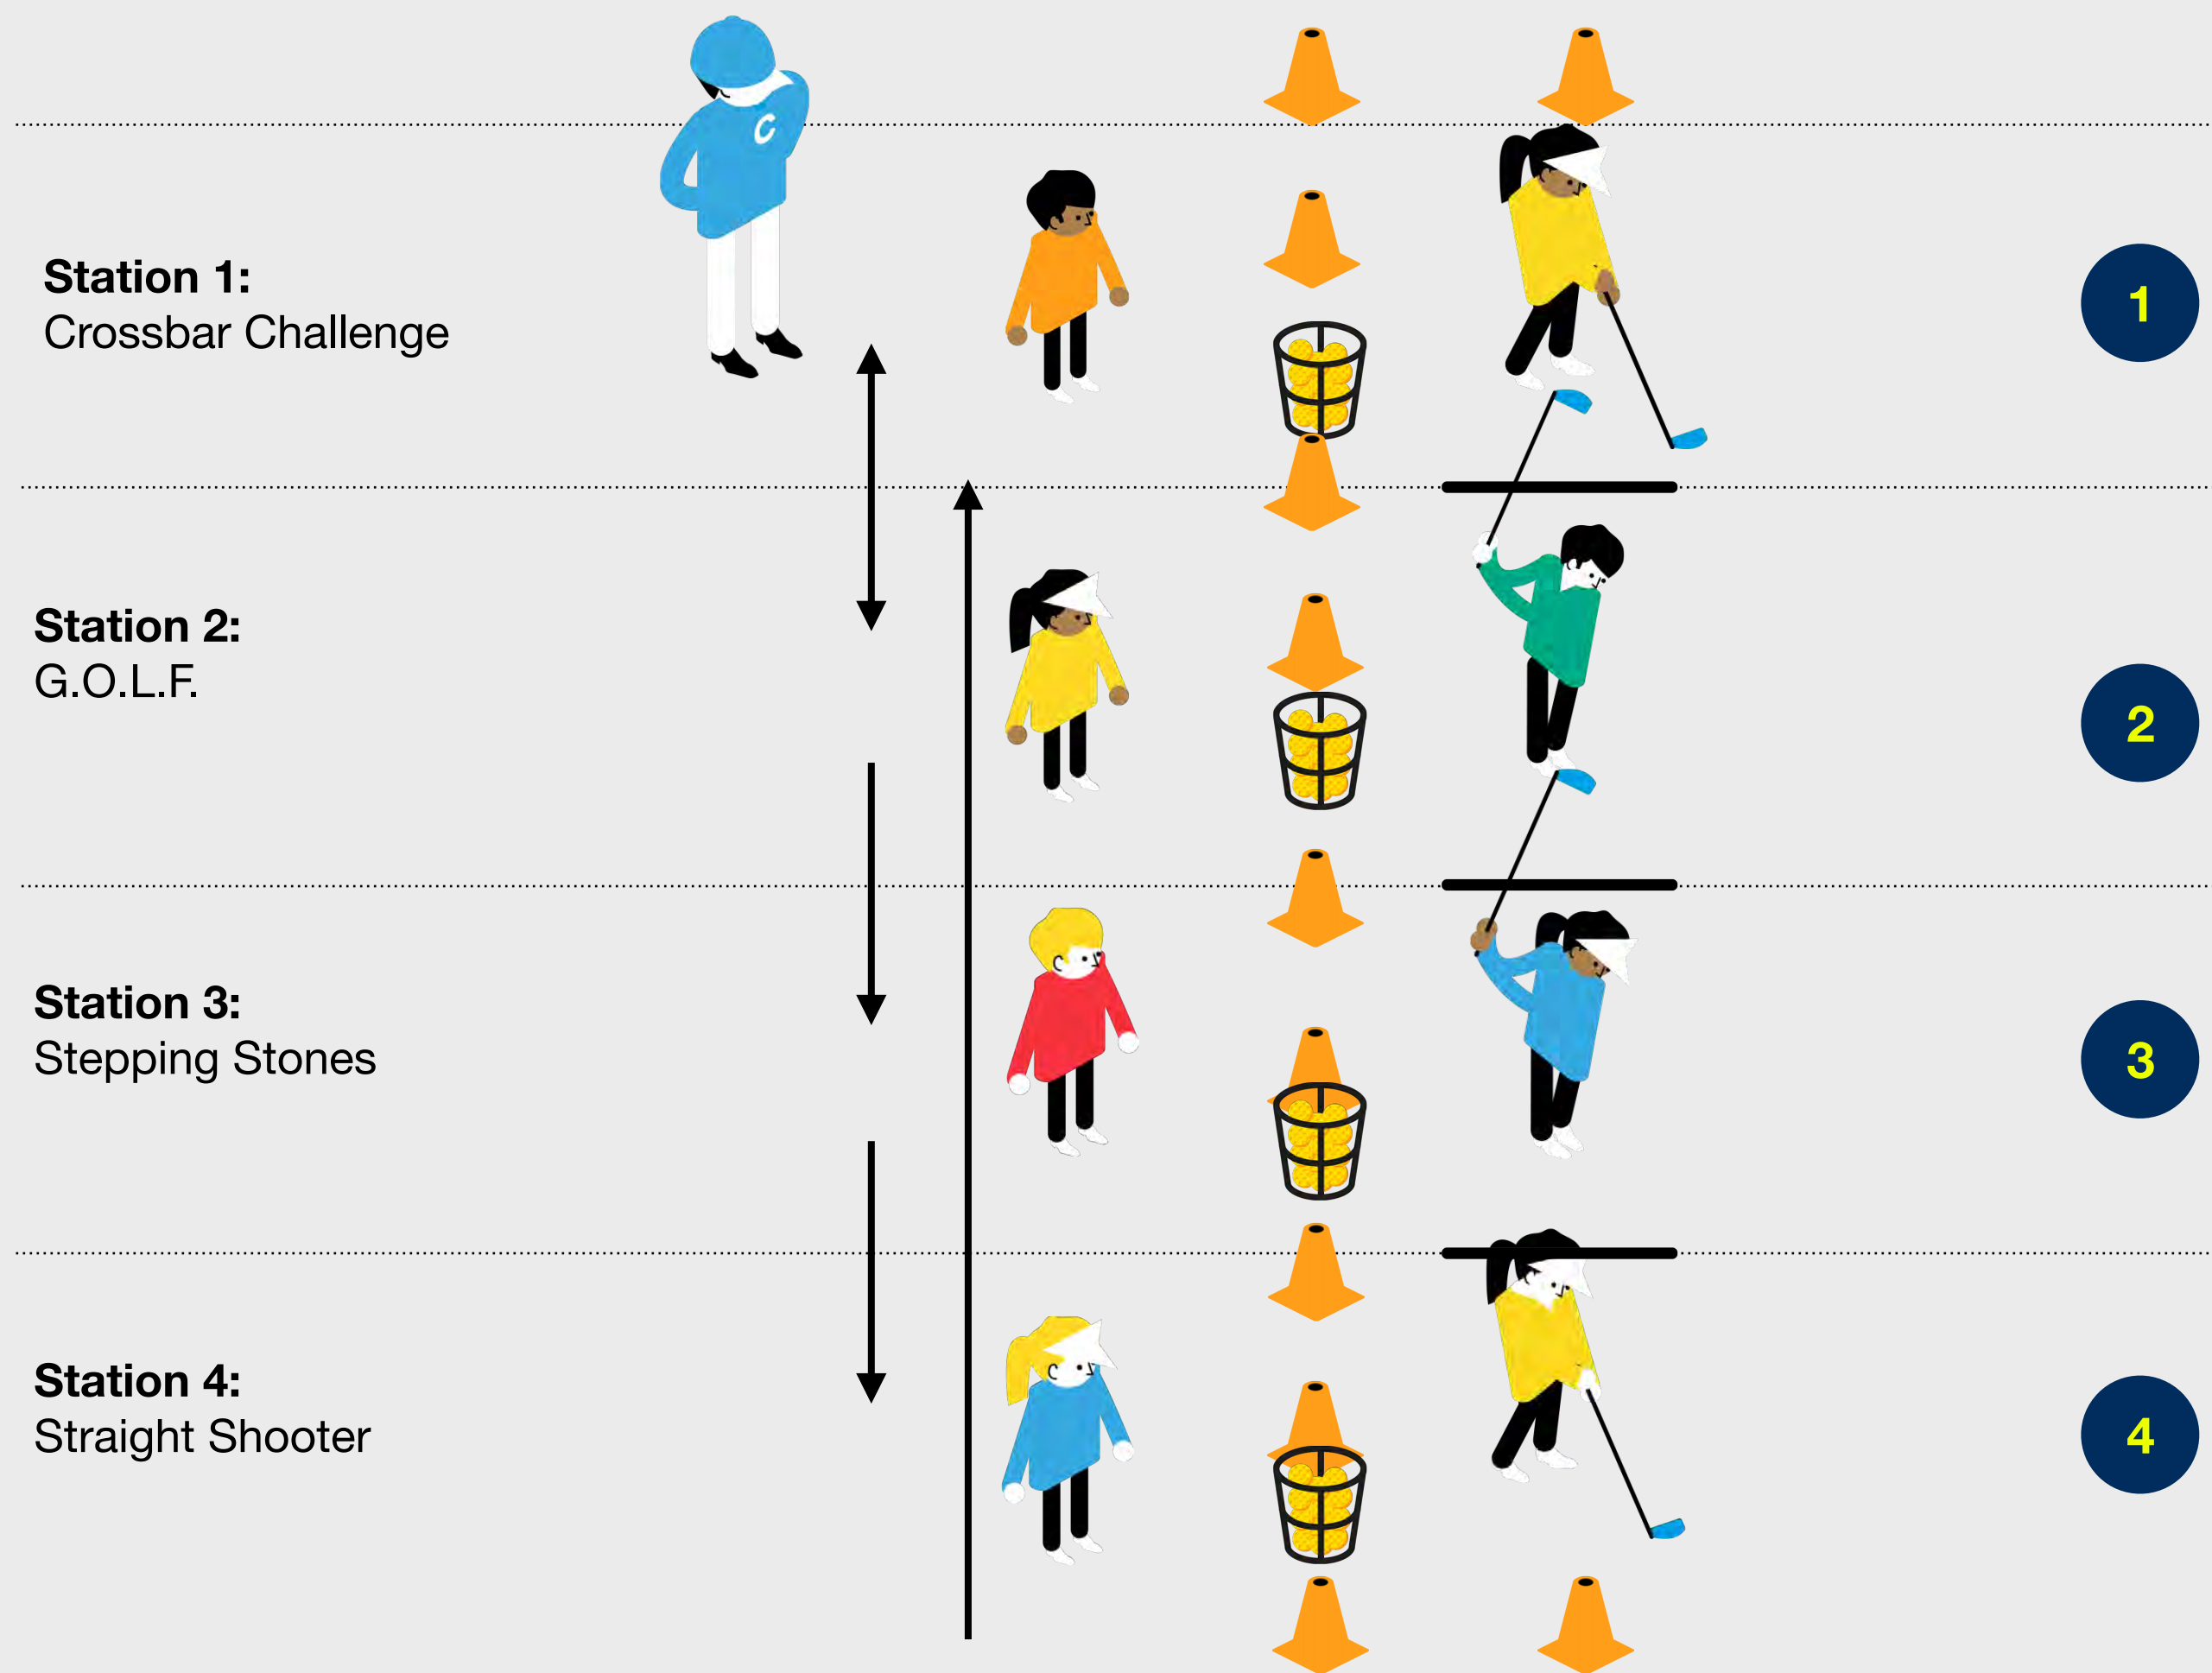 C
Station 1:
Crossbar Challenge
1
Station 2:
G.O.L.F.
2
Station 3:
Stepping Stones
3
Station 4:
Straight Shooter
4